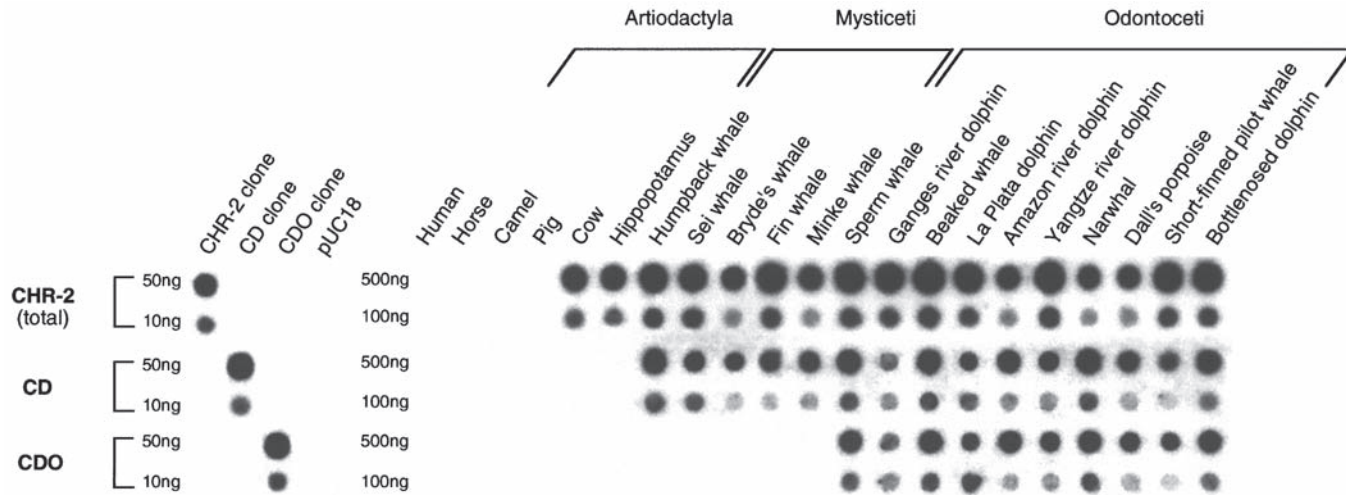 Artiodactyla Mysticeti Odontoceti
CHR-2 clone
CD clone
CDO clone
pUC18
Human
Horse
Camel
Pig
Cow
Hippopotamus
Humpback whale
Sei whale
Bryde's whale
Fin whale
Minke whale
Sperm whale
Ganges river dolphin
Beaked whale
La Plata dolphin
Amazon river dolphin
Yangtze river dolphin
Narwhal
Dall's porpoise
Short-finned pilot whale
Bottlenosed dolphin
CHR-2
(total)
50ng 500ng
10ng 100ng
CD
50ng 500ng
10ng 100ng
CDO
50ng 500ng
10ng 100ng